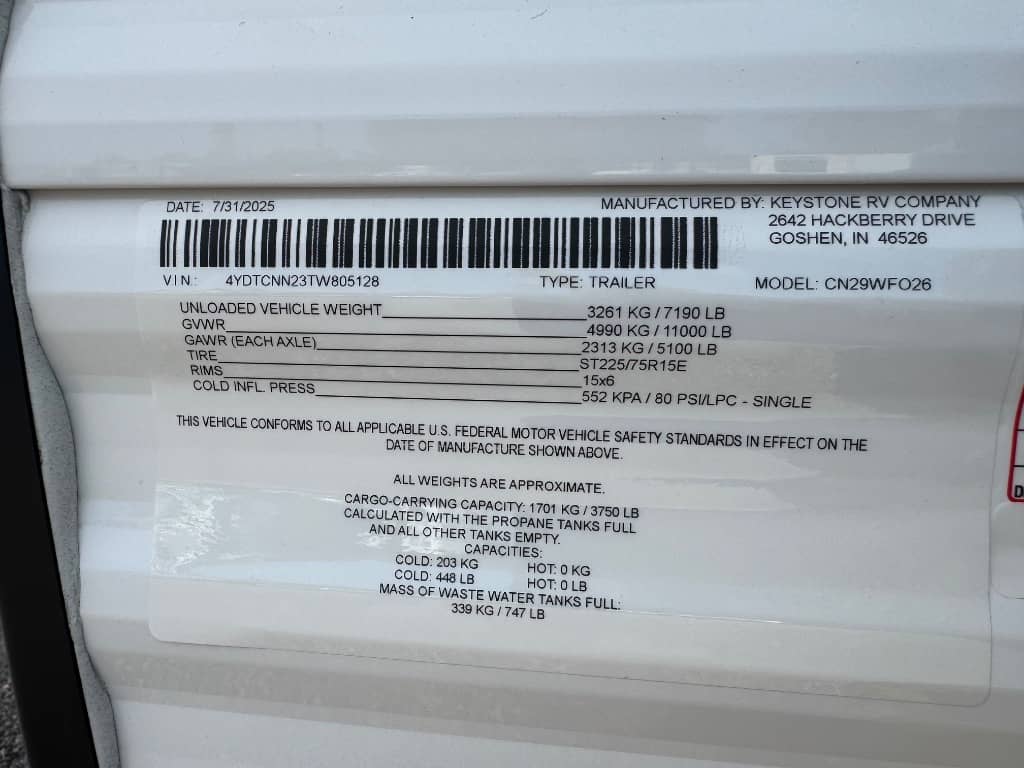 DATE: 7/31/2025
MANUFACTURED BY: KEYSTONE RV COMPANY
2642 HACKBERRY DRIVE
GOSHEN, IN 46526
VIN: 4YDTCNN23TW805128 TYPE: TRAILER MODEL: CN29WFO26
UNLOADED VEHICLE WEIGHT 3261 KG / 7190 LB
GVWR 4990 KG / 11000 LB
GAWR (EACH AXLE) 2313 KG / 5100 LB
TIRE ST225/75R15E
RIMS 15x6
COLD INFL. PRESS 552 KPA / 80 PSI/LPC - SINGLE
THIS VEHICLE CONFORMS TO ALL APPLICABLE U.S. FEDERAL MOTOR VEHICLE SAFETY STANDARDS IN EFFECT ON THE
DATE OF MANUFACTURE SHOWN ABOVE.
ALL WEIGHTS ARE APPROXIMATE.
CARGO-CARRYING CAPACITY: 1701 KG / 3750 LB
CALCULATED WITH THE PROPANE TANKS FULL
AND ALL OTHER TANKS EMPTY.
CAPACITIES:
COLD: 203 KG HOT: 0 KG
COLD: 448 LB HOT: 0 LB
MASS OF WASTE WATER TANKS FULL:
339 KG / 747 LB